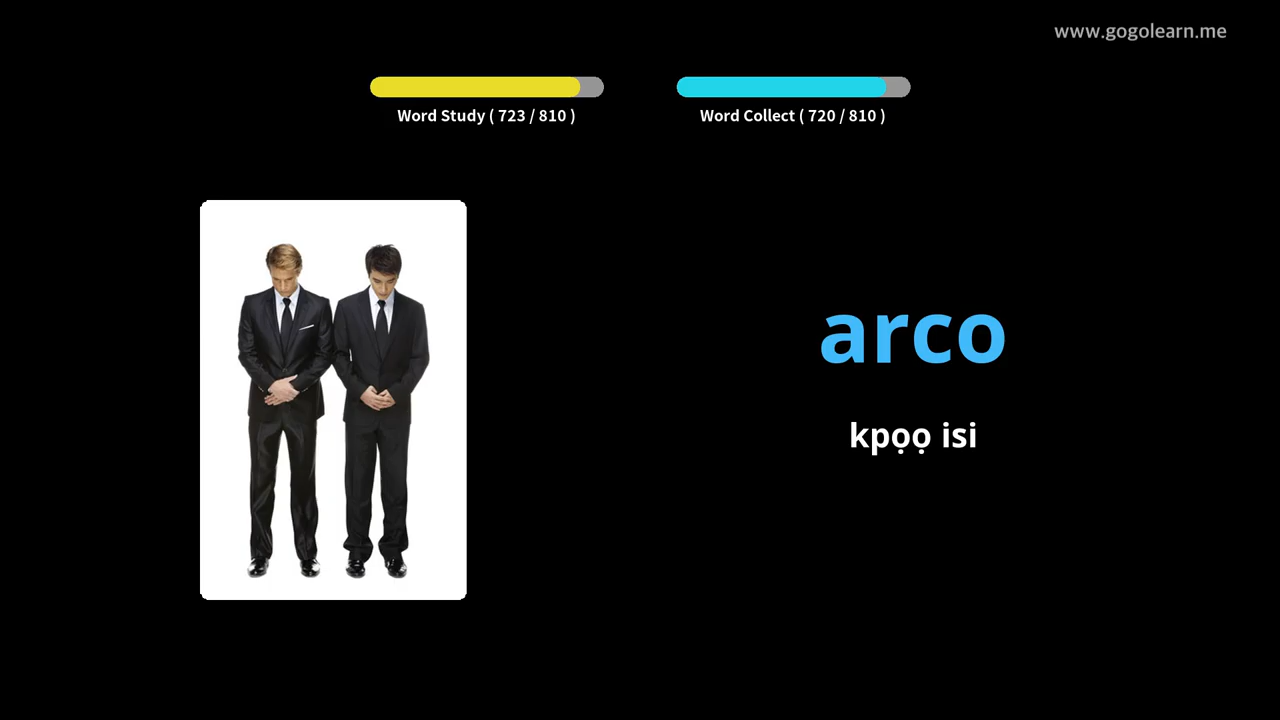 www.gogolearn.me
Word Study ( 723 / 810 )
Word Collect ( 720 / 810 )
arco
kpọọ isi